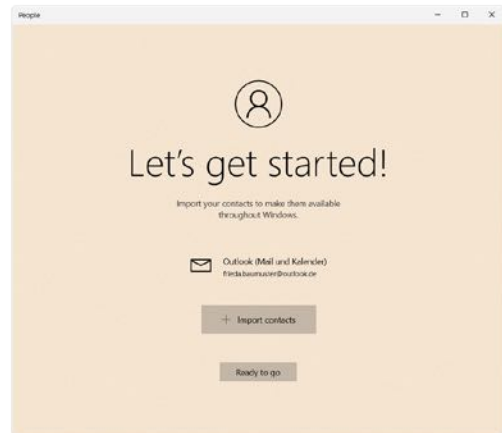 People
Let's get started!
Import your contacts to make them available
throughout Windows.
Outlook (Mail und Kalender)
frieda.baumuster@outlook.de
Import contacts
Ready to go